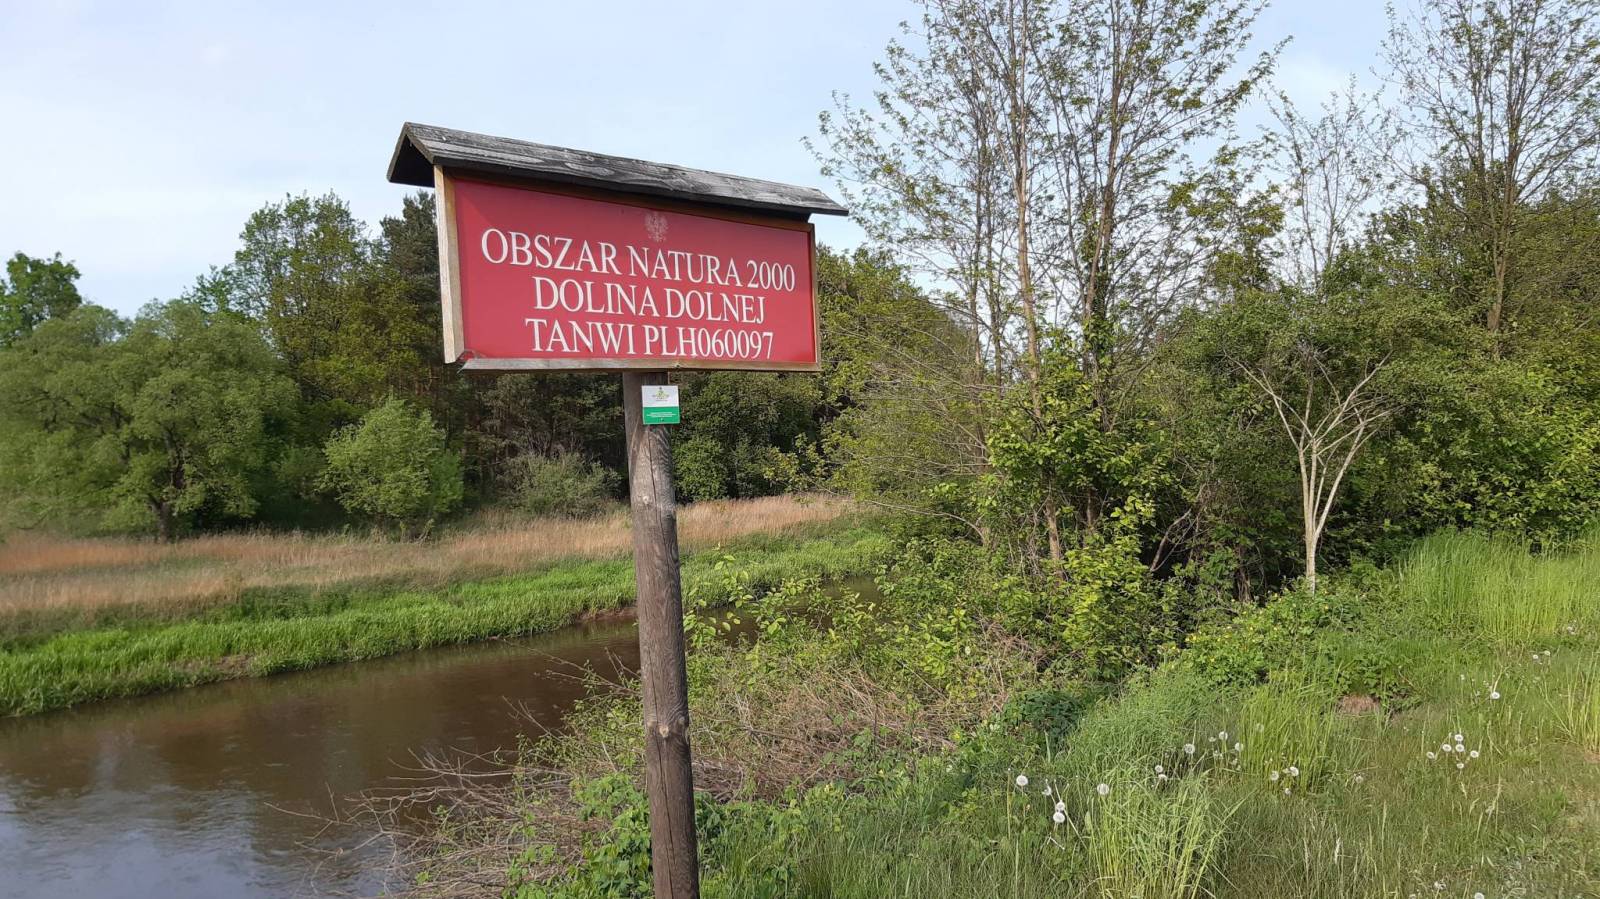 OBSZAR NATURA 2000
DOLINA DOLNEJ
TANWI PLH060097